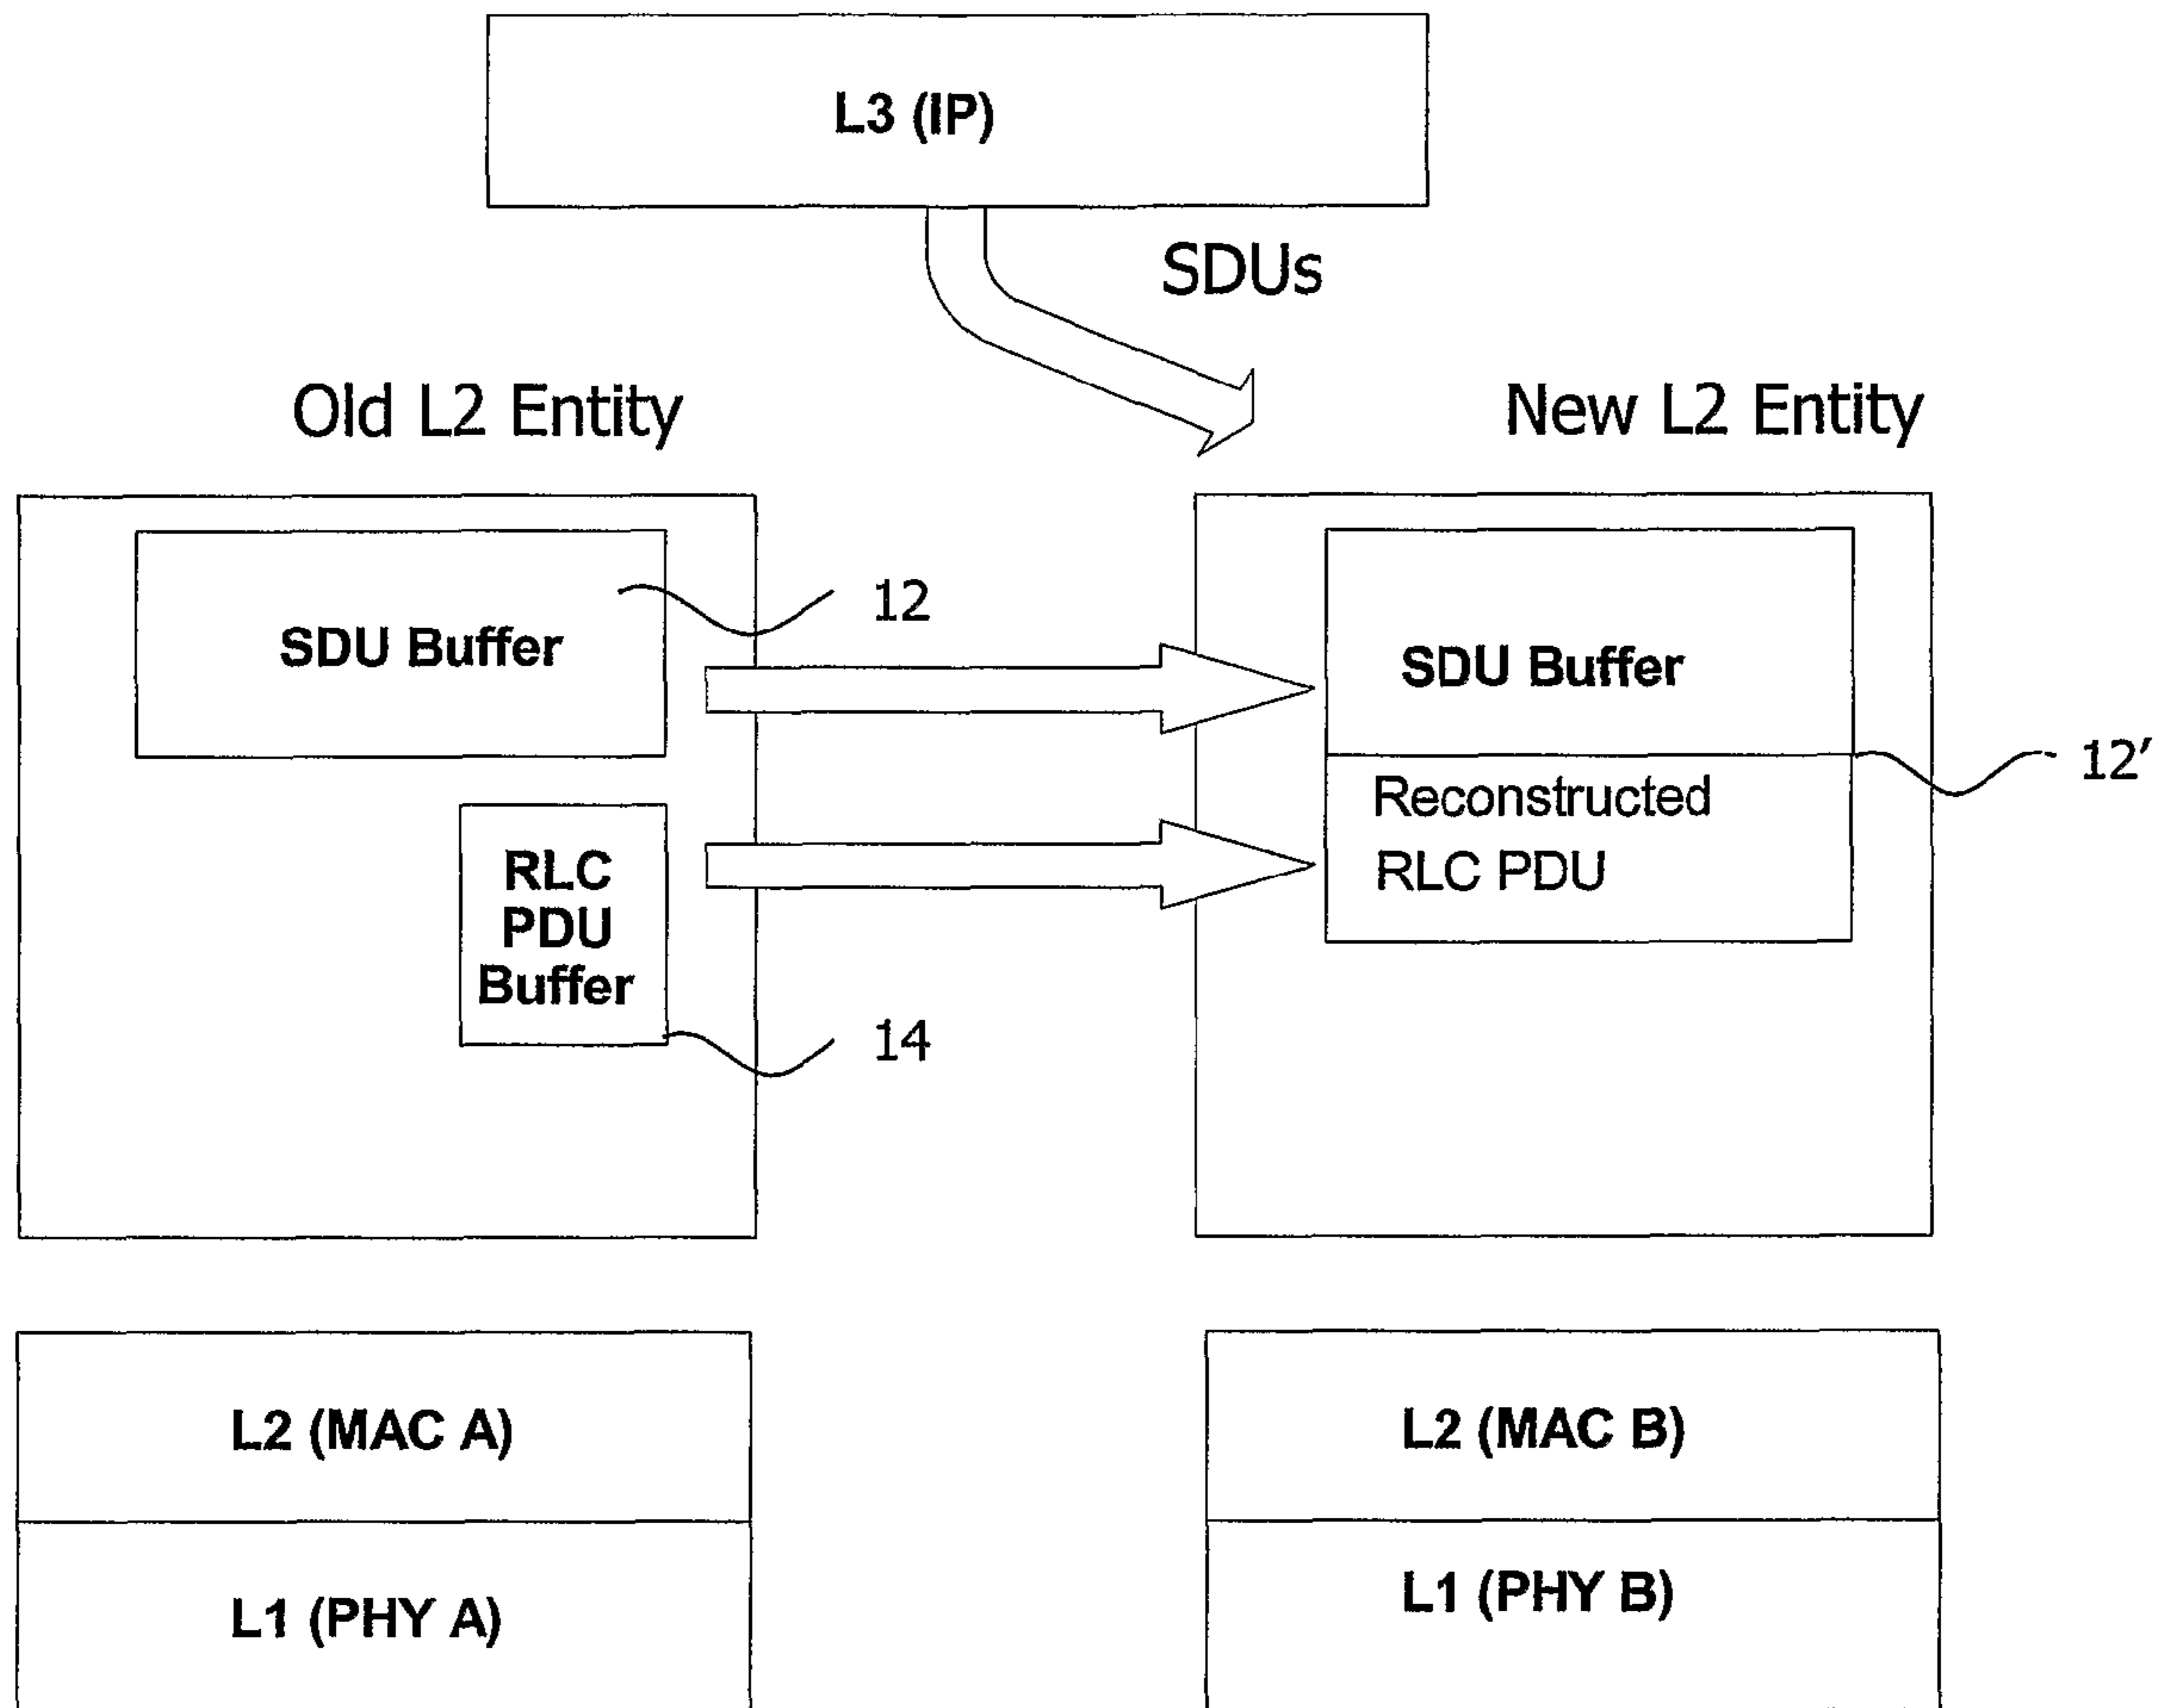 L3 (IP)
SDUs
Old L2 Entity
New L2 Entity
SDU Buffer
12
SDU Buffer
12′
Reconstructed
RLC PDU
RLC
PDU
Buffer
14
L2 (MAC A)
L2 (MAC B)
L1 (PHY A)
L1 (PHY B)